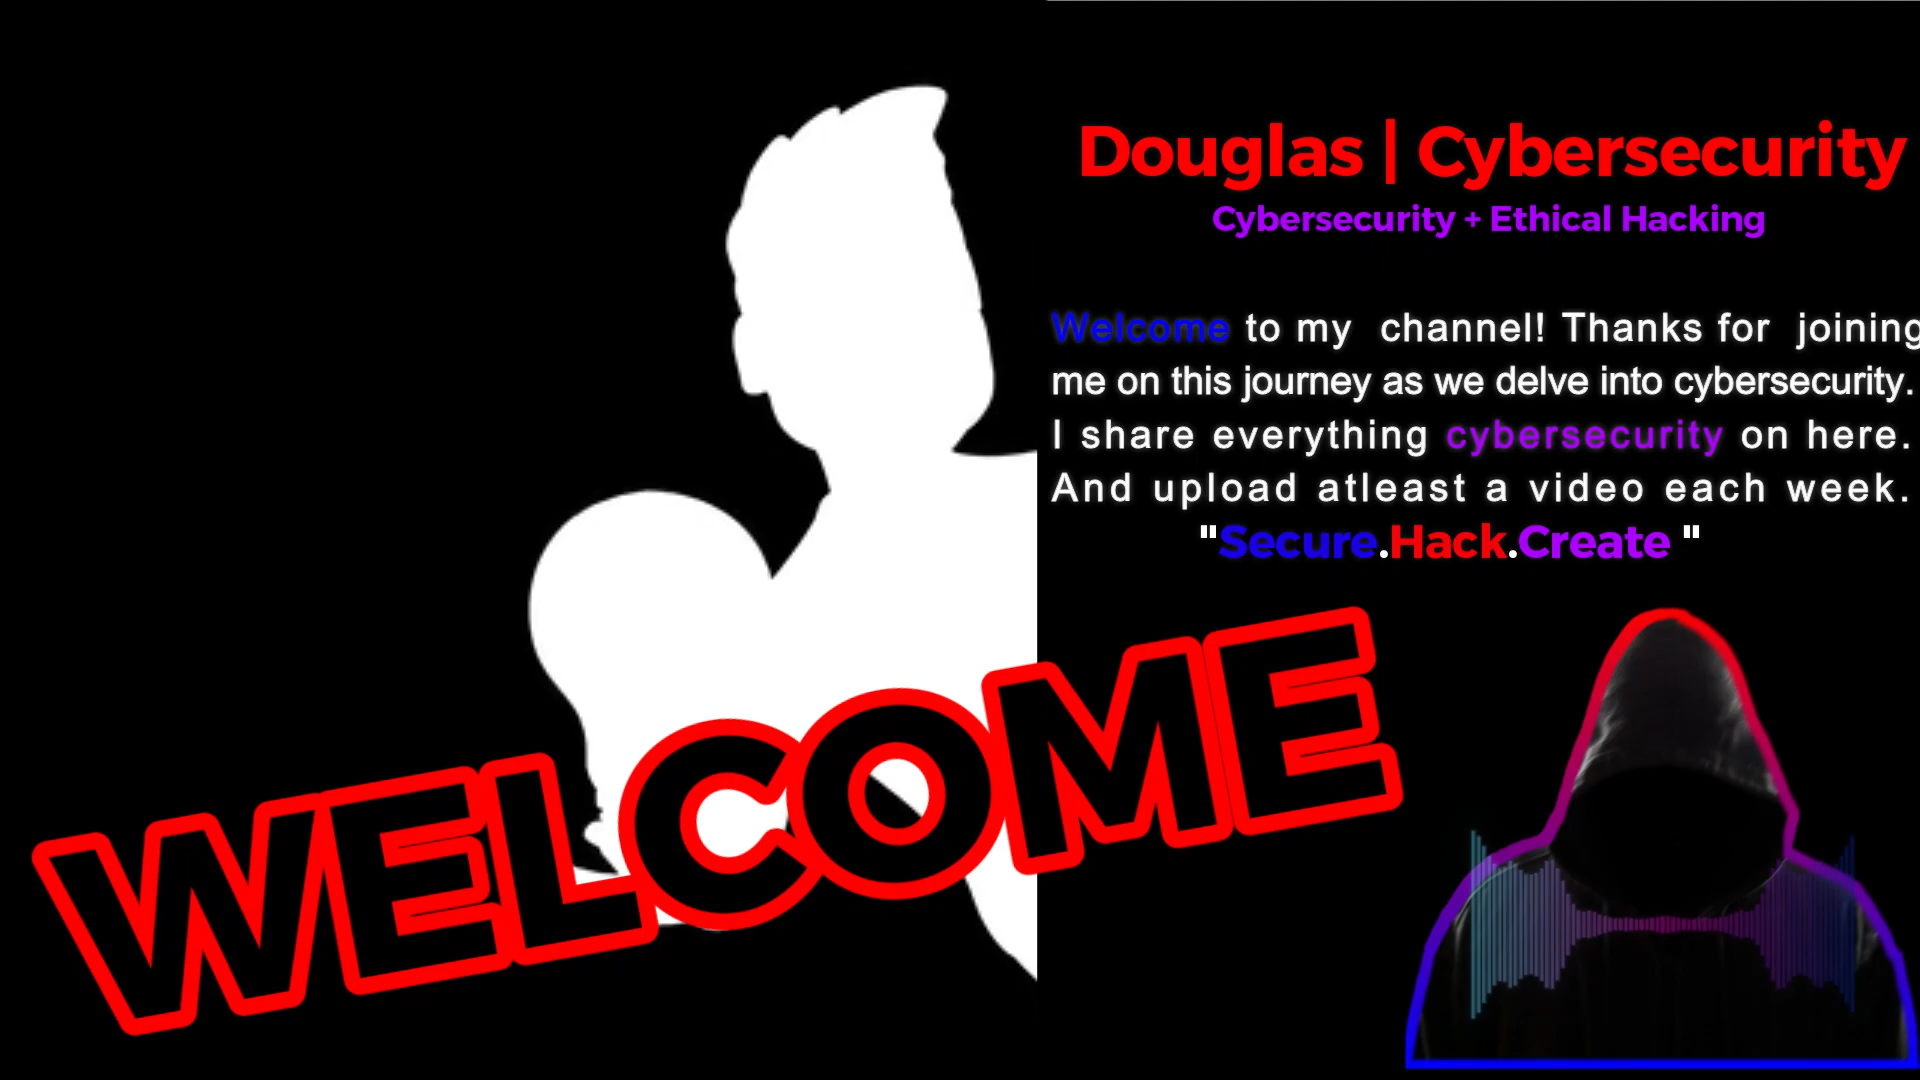 Douglas | Cybersecurity
Cybersecurity + Ethical Hacking
Welcome to my channel! Thanks for joining
me on this journey as we delve into cybersecurity.
I share everything cybersecurity on here.
And upload atleast a video each week.
"Secure.Hack.Create "
WELCOME